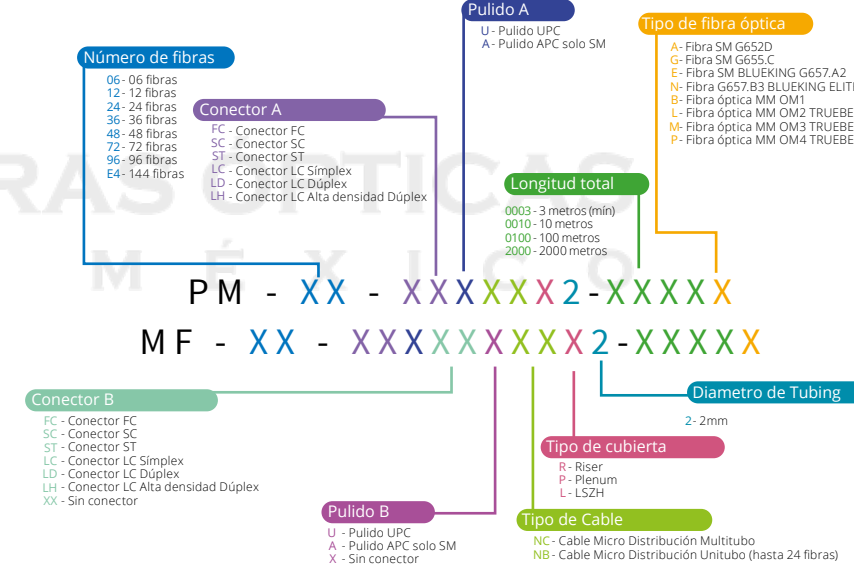 Pulido A
U - Pulido UPC
A - Pulido APC solo SM
Tipo de fibra óptica
A - Fibra SM G652D
G - Fibra SM G655.C
E - Fibra SM BLUEKING G657.A2
N - Fibra G657.B3 BLUEKING ELIT
B - Fibra óptica MM OM1
L - Fibra óptica MM OM2 TRUEBE
M - Fibra óptica MM OM3 TRUEBE
P - Fibra óptica MM OM4 TRUEBE
Número de fibras
06 - 06 fibras
12 - 12 fibras
24 - 24 fibras
36 - 36 fibras
48 - 48 fibras
72 - 72 fibras
96 - 96 fibras
E4 - 144 fibras
Conector A
FC - Conector FC
SC - Conector SC
ST - Conector ST
LC - Conector LC Símplex
LD - Conector LC Dúplex
LH - Conector LC Alta densidad Dúplex
RAS ÓPTICAS
MÉXICO
Longitud total
0003 - 3 metros (mín)
0010 - 10 metros
0100 - 100 metros
2000 - 2000 metros
PM - XX - XXXXXX2-XXXXX
MF - XX - XXXXXXXXX2-XXXXX
Conector B
FC - Conector FC
SC - Conector SC
ST - Conector ST
LC - Conector LC Símplex
LD - Conector LC Dúplex
LH - Conector LC Alta densidad Dúplex
XX - Sin conector
Diametro de Tubing
2 - 2mm
Tipo de cubierta
R - Riser
P - Plenum
L - LSZH
Pulido B
U - Pulido UPC
A - Pulido APC solo SM
X - Sin conector
Tipo de Cable
NC - Cable Micro Distribución Multitubo
NB - Cable Micro Distribución Unitubo (hasta 24 fibras)